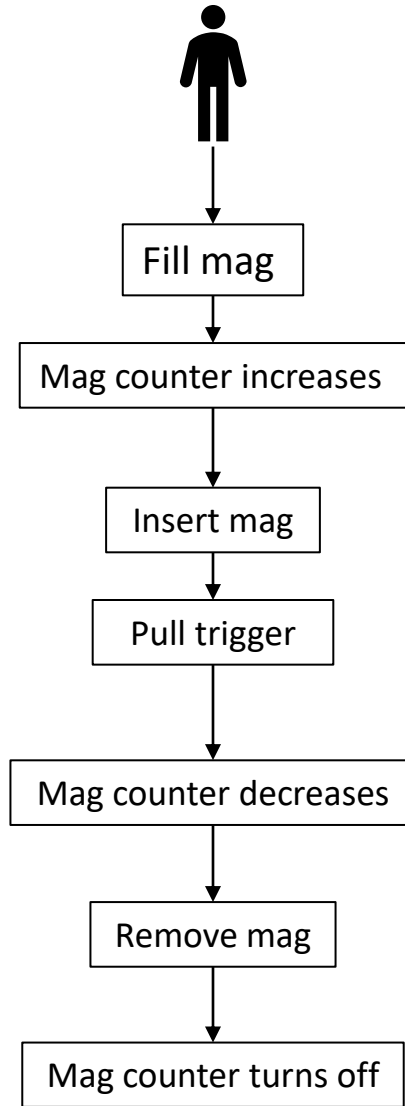 Fill mag
Mag counter increases
Insert mag
Pull trigger
Mag counter decreases
Remove mag
Mag counter turns off